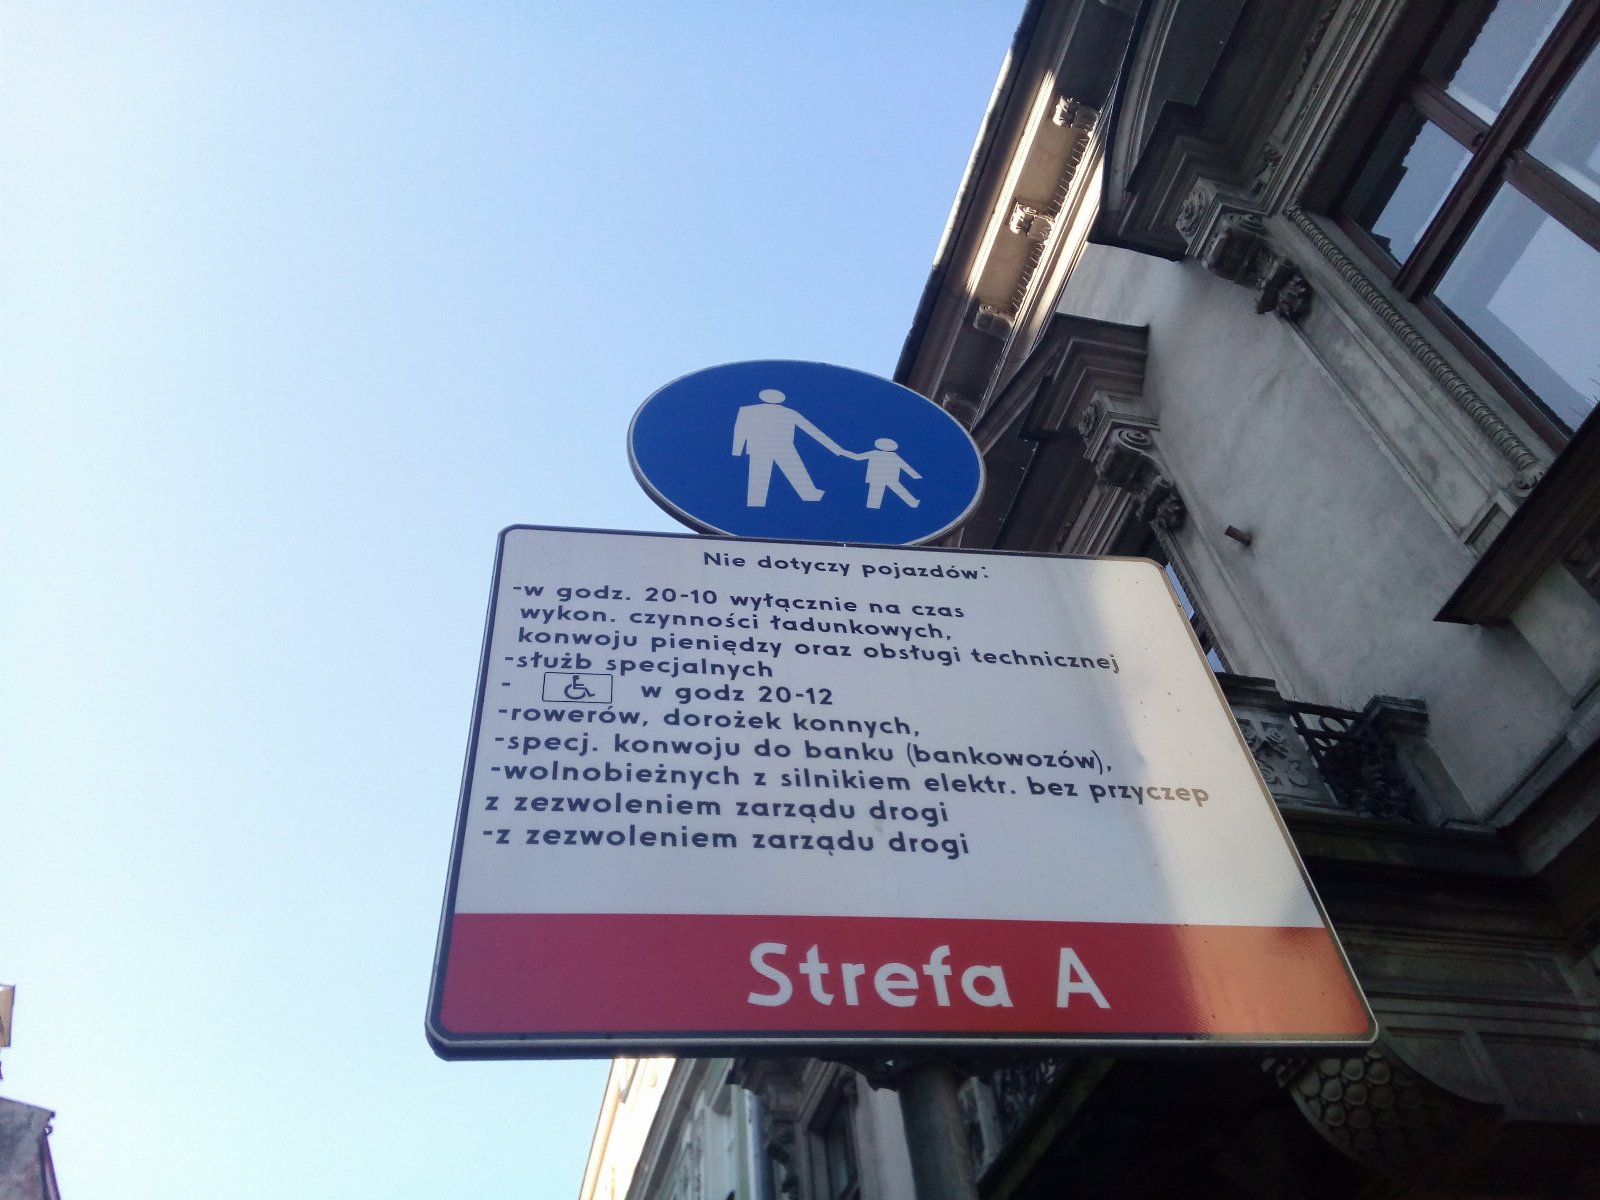 Nie dotyczy pojazdów:
-w godz. 20-10 wyłącznie na czas
wykon. czynności ładunkowych,
konwoju pieniędzy oraz obsługi technicznej
-służb specjalnych
- w godz 20-12
-rowerów, dorożek konnych,
-specj. konwoju do banku (bankowozów),
-wolnobieżnych z silnikiem elektr. bez przyczep
z zezwoleniem zarządu drogi
-z zezwoleniem zarządu drogi
Strefa A